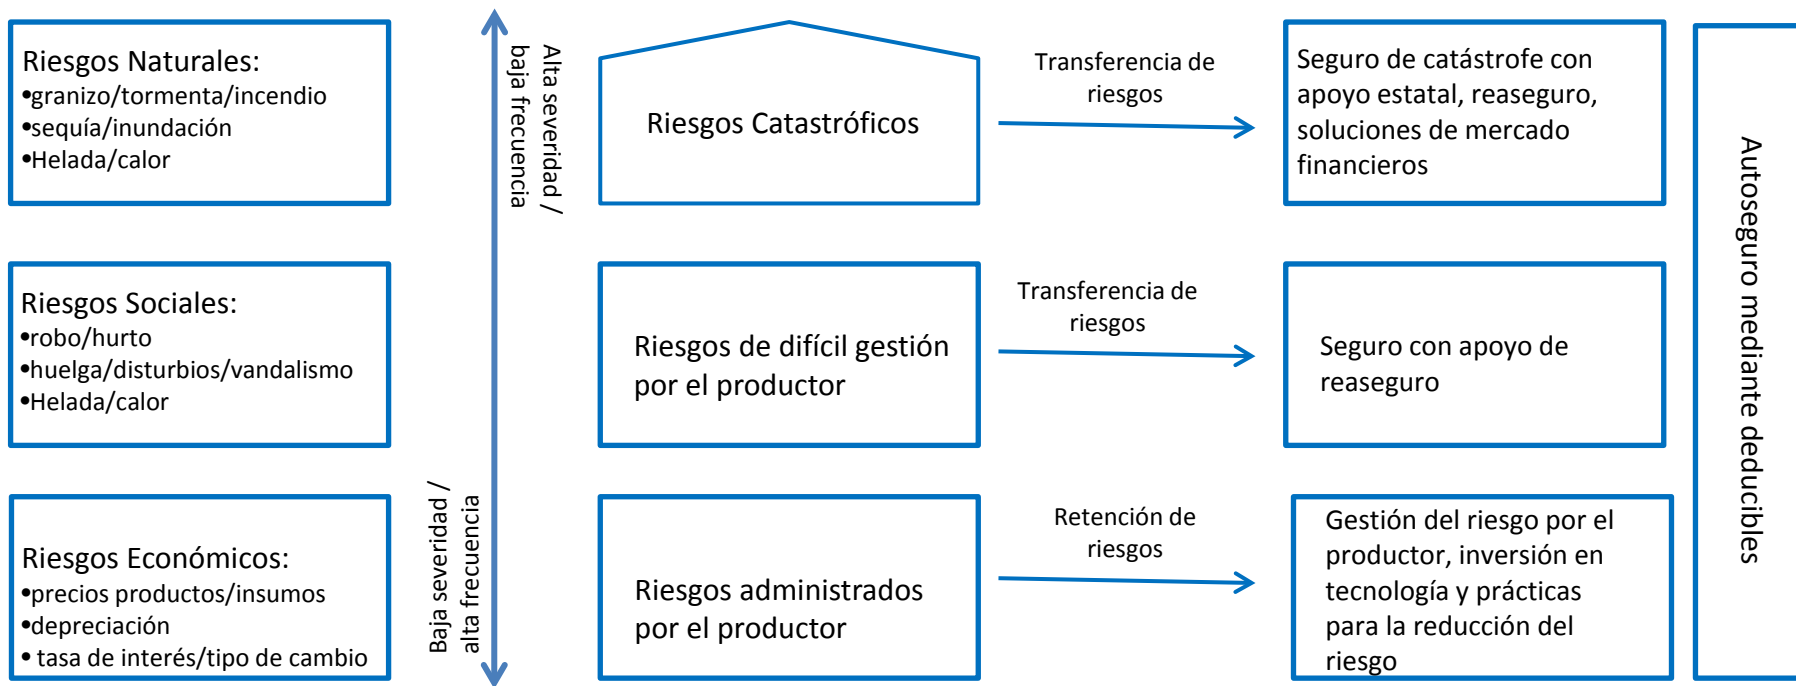 Riesgos Naturales:
•granizo/tormenta/incendio
•sequía/inundación
•Helada/calor
Riesgos Sociales:
•robo/hurto
•huelga/disturbios/vandalismo
•Helada/calor
Riesgos Económicos:
•precios productos/insumos
•depreciación
• tasa de interés/tipo de cambio
Alta severidad /
baja frecuencia
Baja severidad /
alta frecuencia
Riesgos Catastróficos
Transferencia de
riesgos
Seguro de catástrofe con
apoyo estatal, reaseguro,
soluciones de mercado
financieros
Riesgos de difícil gestión
por el productor
Transferencia de
riesgos
Seguro con apoyo de
reaseguro
Riesgos administrados
por el productor
Retención de
riesgos
Gestión del riesgo por el
productor, inversión en
tecnología y prácticas
para la reducción del
riesgo
Autoseguro mediante deducibles